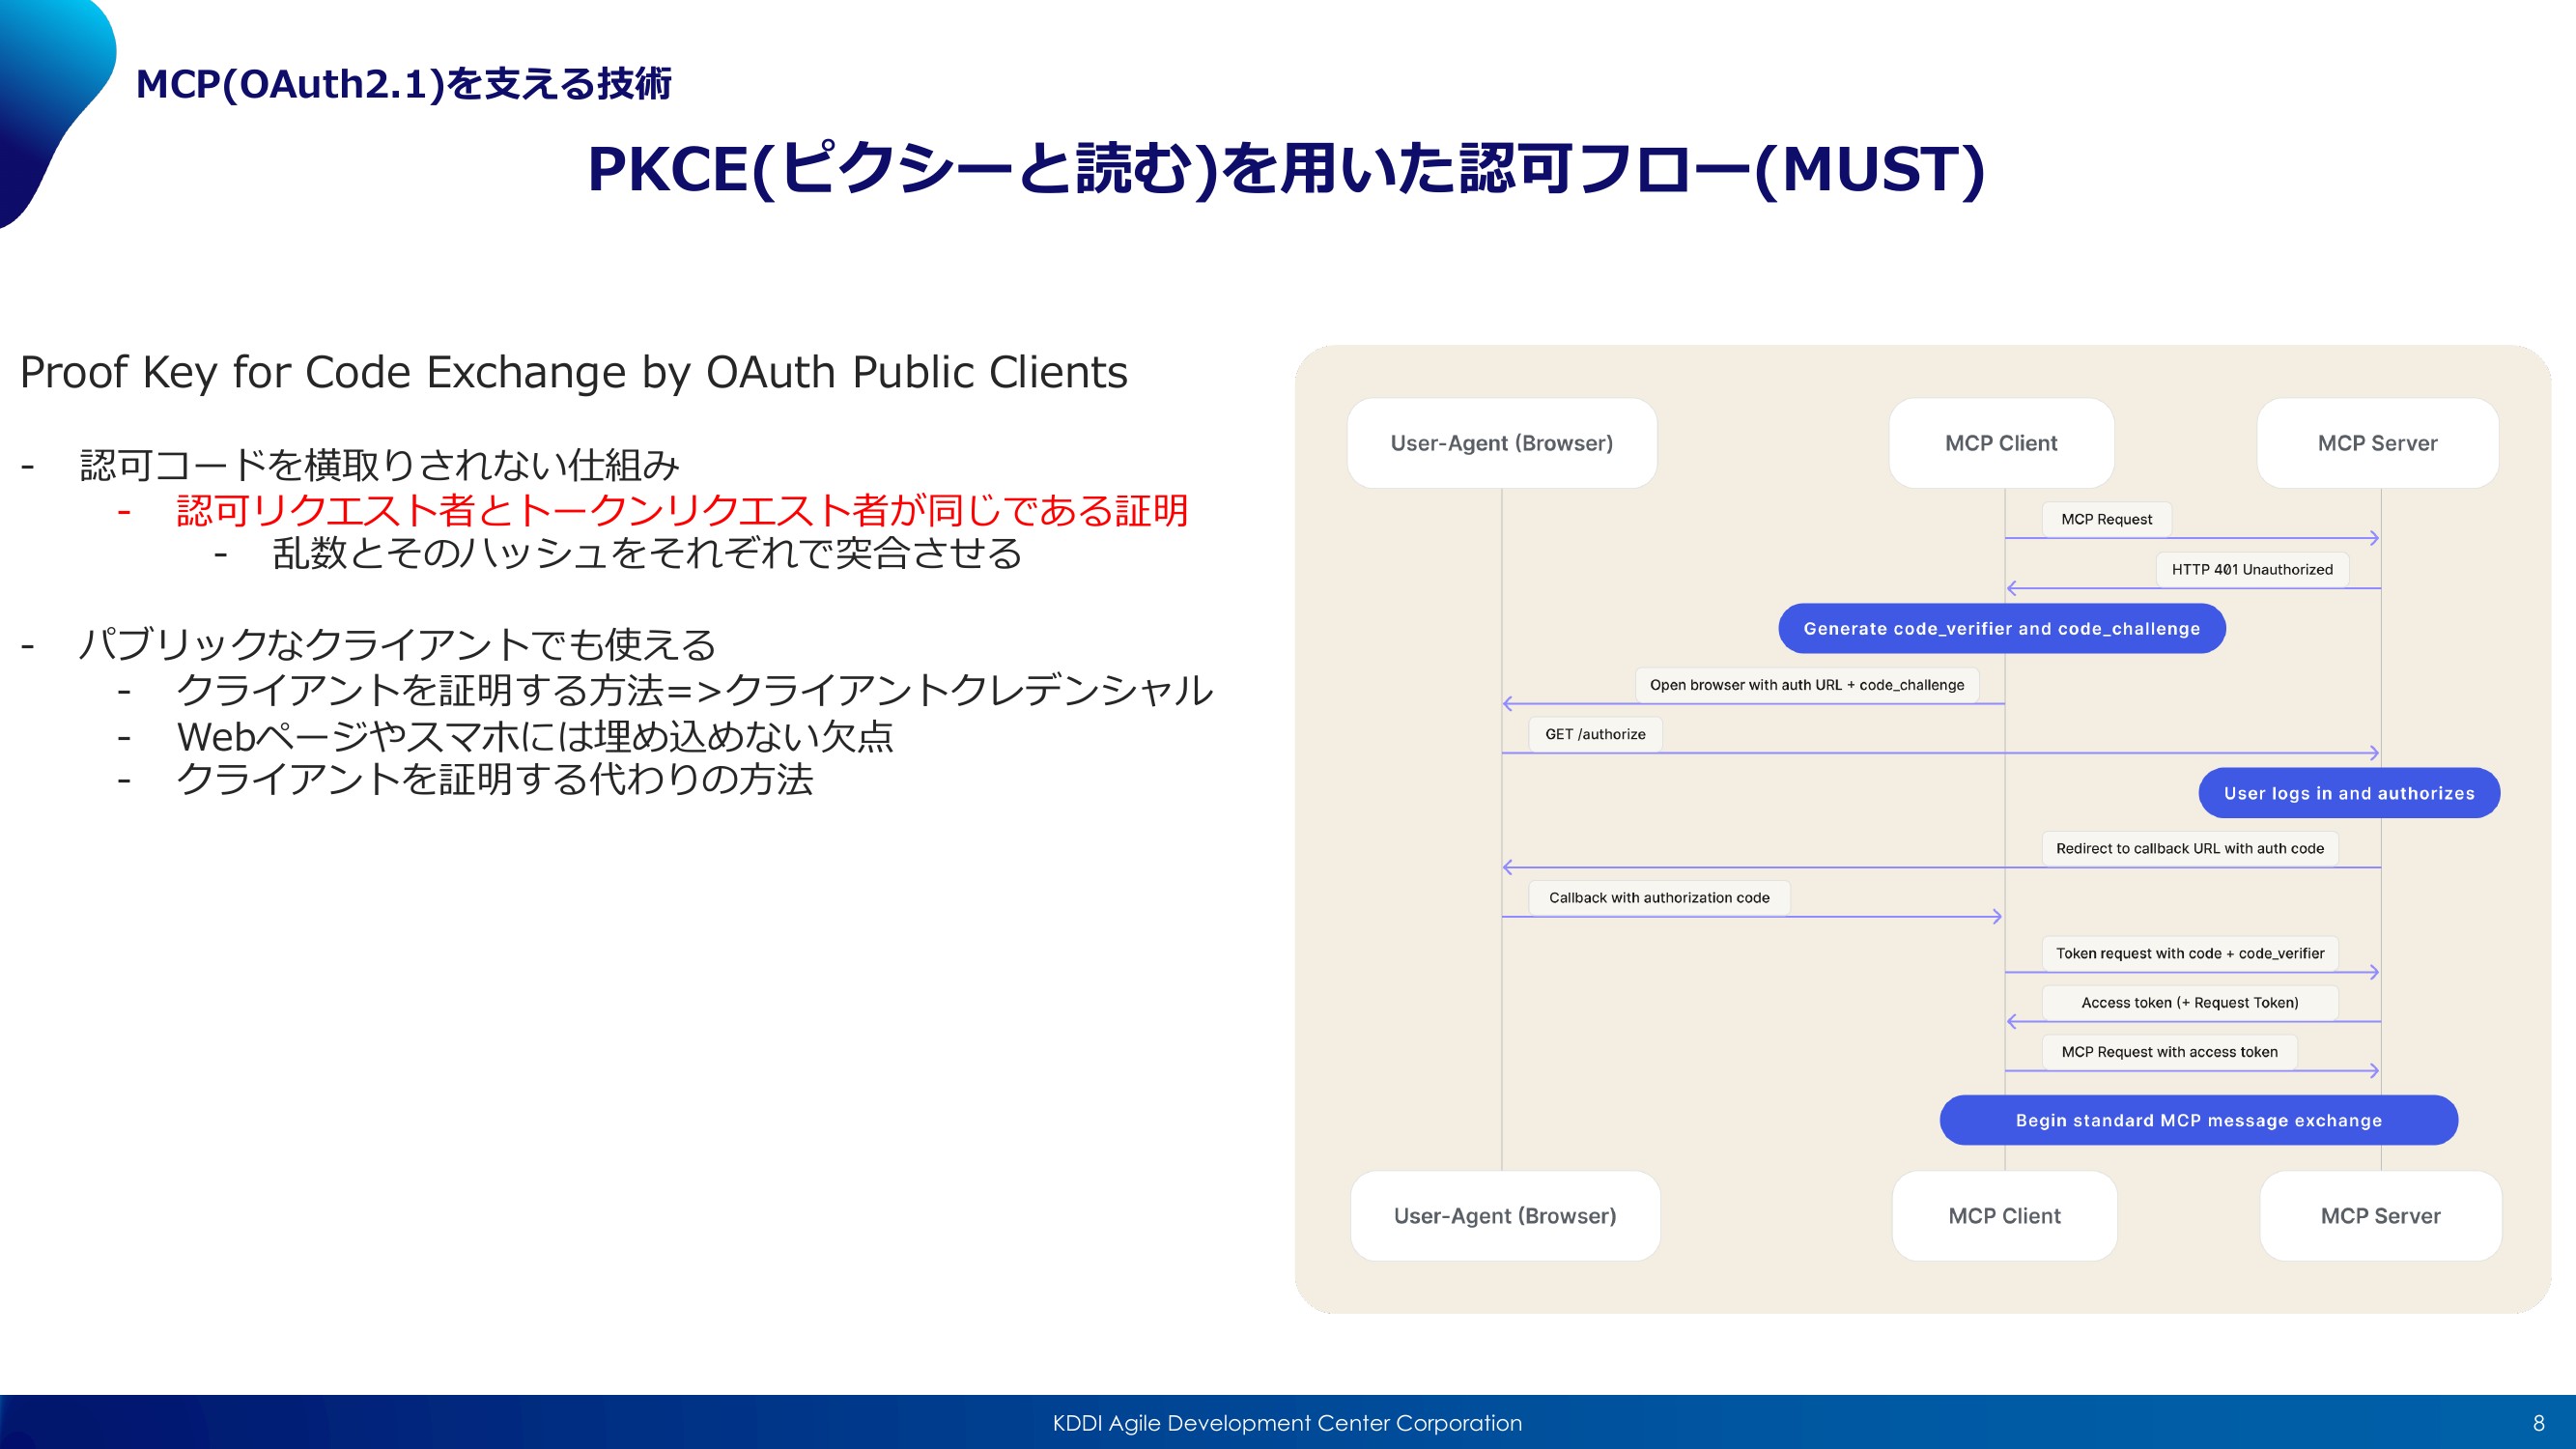 MCP(OAuth2.1)を支える技術
PKCE(ピクシーと読む)を用いた認可フロー(MUST)
Proof Key for Code Exchange by OAuth Public Clients
- 認可コードを横取りされない仕組み
- 認可リクエスト者とトークンリクエスト者が同じである証明
- 乱数とそのハッシュをそれぞれで突合させる
- パブリックなクライアントでも使える
- クライアントを証明する方法=>クライアントクレデンシャル
- Webページやスマホには埋め込めない欠点
- クライアントを証明する代わりの方法
User-Agent (Browser)
MCP Client
MCP Server
MCP Request
HTTP 401 Unauthorized
Generate code_verifier and code_challenge
Open browser with auth URL + code_challenge
GET /authorize
User logs in and authorizes
Redirect to callback URL with auth code
Callback with authorization code
Token request with code + code_verifier
Access token (+ Request Token)
MCP Request with access token
Begin standard MCP message exchange
User-Agent (Browser)
MCP Client
MCP Server
KDDI Agile Development Center Corporation
8